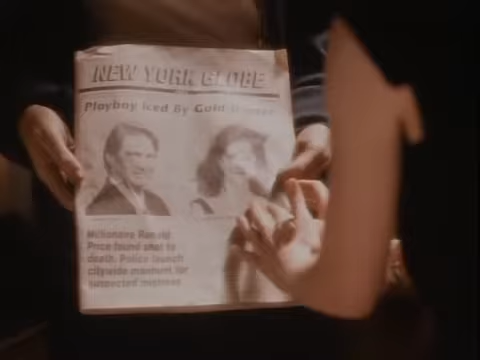 NEW YORK GLOBE
Playboy Iced By Gold
Millionaire Ronald
Price found shot to
death. Police launch
citywide manhunt for
suspected mistress